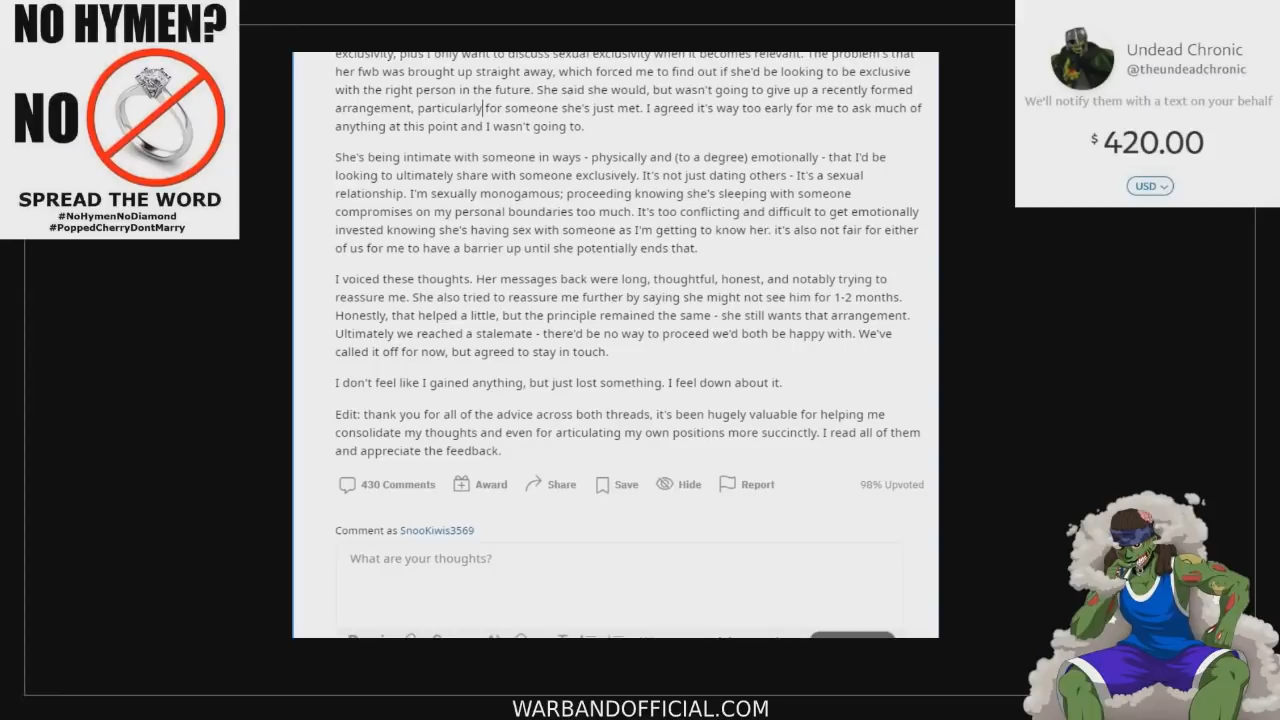 NO HYMEN?
NO
SPREAD THE WORD
#NoHymenNoDiamond
#PoppedCherryDontMarry
exclusivity, plus I only want to discuss sexual exclusivity when it becomes relevant. The problem's that
her fwb was brought up straight away, which forced me to find out if she'd be looking to be exclusive
with the right person in the future. She said she would, but wasn't going to give up a recently formed
arrangement, particularly for someone she's just met. I agreed it's way too early for me to ask much of
anything at this point and I wasn't going to.
She's being intimate with someone in ways - physically and (to a degree) emotionally - that I'd be
looking to ultimately share with someone exclusively. It's not just dating others - It's a sexual
relationship. I'm sexually monogamous; proceeding knowing she's sleeping with someone
compromises on my personal boundaries too much. It's too conflicting and difficult to get emotionally
invested knowing she's having sex with someone as I'm getting to know her. it's also not fair for either
of us for me to have a barrier up until she potentially ends that.
I voiced these thoughts. Her messages back were long, thoughtful, honest, and notably trying to
reassure me. She also tried to reassure me further by saying she might not see him for 1-2 months.
Honestly, that helped a little, but the principle remained the same - she still wants that arrangement.
Ultimately we reached a stalemate - there'd be no way to proceed we'd both be happy with. We've
called it off for now, but agreed to stay in touch.
I don't feel like I gained anything, but just lost something. I feel down about it.
Edit: thank you for all of the advice across both threads, it's been hugely valuable for helping me
consolidate my thoughts and even for articulating my own positions more succinctly. I read all of them
and appreciate the feedback.
430 Comments Award Share Save Hide Report 98% Upvoted
Comment as SnooKiwis3569
What are your thoughts?
Undead Chronic
@theundeadchronic
We'll notify them with a text on your behalf
$ 420.00
USD
WARBANDOFFICIAL.COM